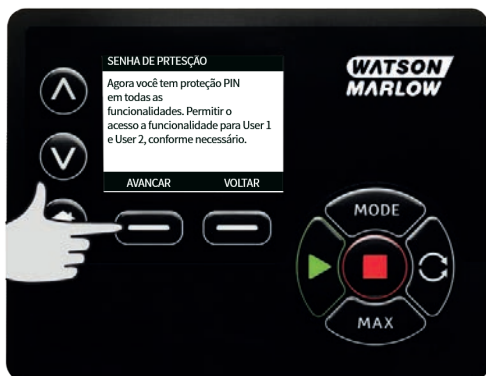 SENHA DE PRTESÇÃO
Agora você tem proteção PIN
em todas as
funcionalidades. Permitir o
acesso a funcionalidade para User 1
e User 2, conforme necessário.
AVANCAR VOLTAR
WATSON
MARLOW
MODE
MAX